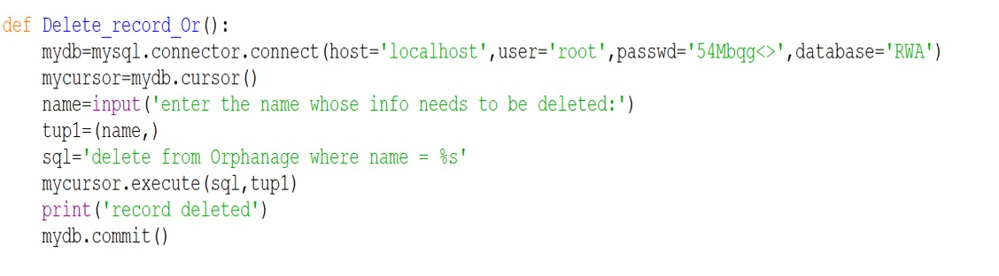 def Delete_record_Or():
    mydb=mysql.connector.connect(host='localhost',user='root',passwd='54Mbqg<>',database='RWA')
    mycursor=mydb.cursor()
    name=input('enter the name whose info needs to be deleted:')
    tup1=(name,)
    sql='delete from Orphanage where name = %s'
    mycursor.execute(sql,tup1)
    print('record deleted')
    mydb.commit()